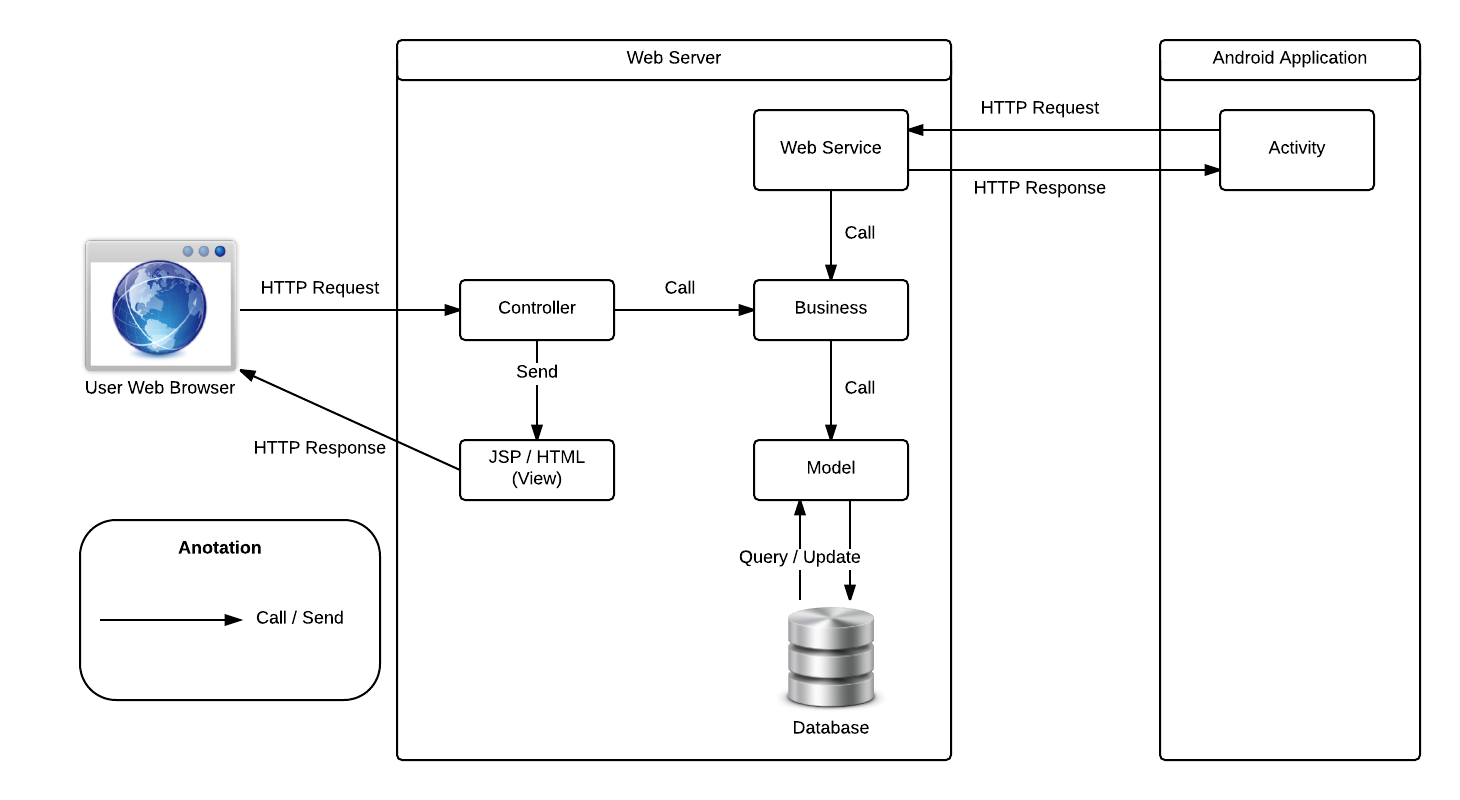 Web Server
Android Application
HTTP Request
Web Service
Activity
HTTP Response
Call
HTTP Request
Controller
Call
Business
Send
User Web Browser
Call
HTTP Response
JSP / HTML
(View)
Model
Anotation
Query / Update
Call / Send
Database